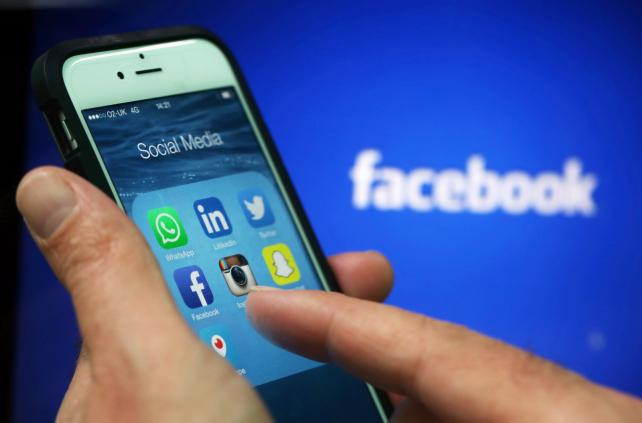 O2-UK 4G 14:21
Social Media
facebook
WhatsApp
LinkedIn
Twitter
Facebook